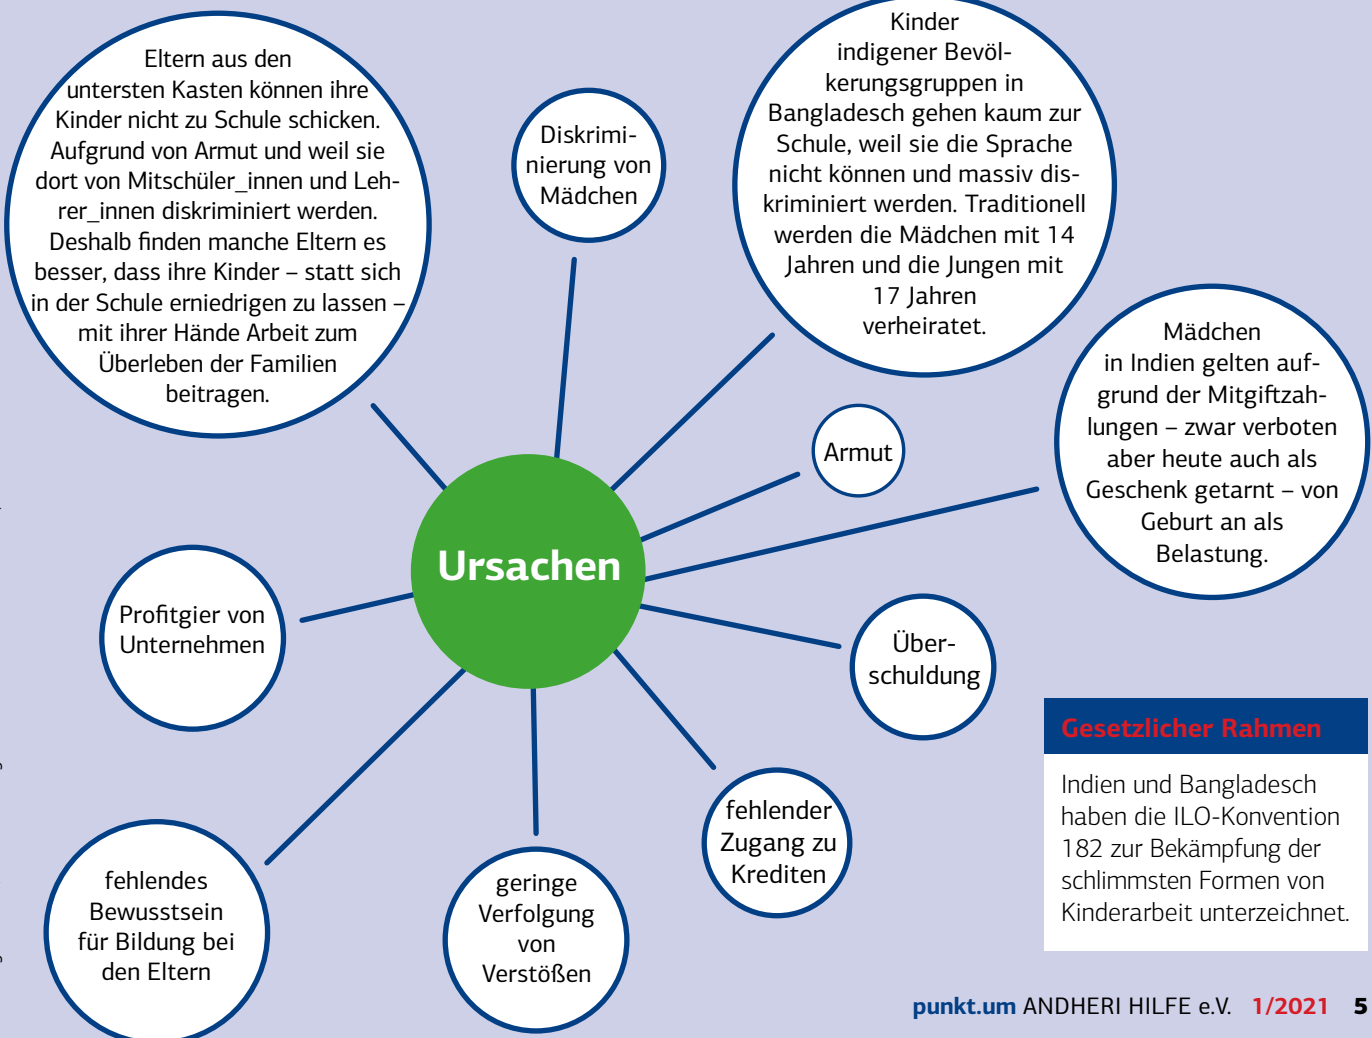 Eltern aus den
untersten Kasten können ihre
Kinder nicht zu Schule schicken.
Aufgrund von Armut und weil sie
dort von Mitschüler_innen und Leh-
rer_innen diskriminiert werden.
Deshalb finden manche Eltern es
besser, dass ihre Kinder – statt sich
in der Schule erniedrigen zu lassen –
mit ihrer Hände Arbeit zum
Überleben der Familien
beitragen.
Diskrimi-
nierung von
Mädchen
Kinder
indigener Bevöl-
kerungsgruppen in
Bangladesch gehen kaum zur
Schule, weil sie die Sprache
nicht können und massiv dis-
kriminiert werden. Traditionell
werden die Mädchen mit 14
Jahren und die Jungen mit
17 Jahren
verheiratet.
Mädchen
in Indien gelten auf-
grund der Mitgiftzah-
lungen – zwar verboten
aber heute auch als
Geschenk getarnt – von
Geburt an als
Belastung.
Armut
Ursachen
Profitgier von
Unternehmen
Über-
schuldung
fehlender
Zugang zu
Krediten
geringe
Verfolgung
von
Verstößen
fehlendes
Bewusstsein
für Bildung bei
den Eltern
Gesetzlicher Rahmen
Indien und Bangladesch
haben die ILO-Konvention
182 zur Bekämpfung der
schlimmsten Formen von
Kinderarbeit unterzeichnet.
punkt.um ANDHERI HILFE e.V. 1/2021 5